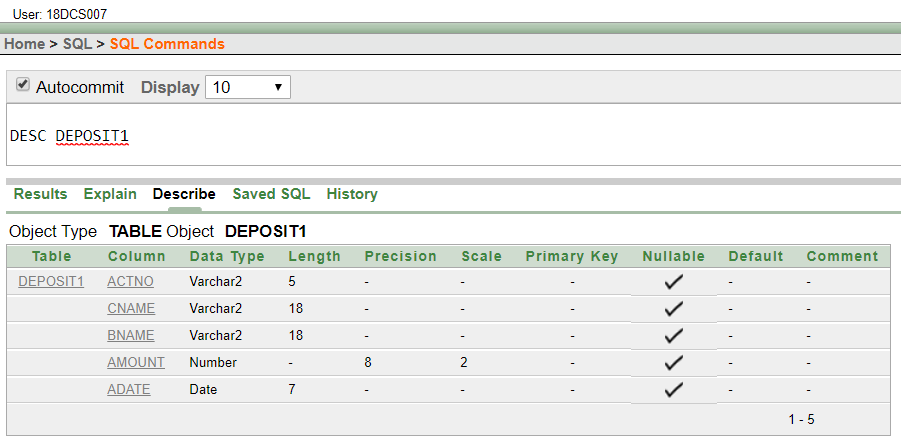 User: 18DCS007
Home > SQL > SQL Commands
Autocommit Display 10
DESC DEPOSIT1
Results Explain Describe Saved SQL History
Object Type TABLE Object DEPOSIT1
Table Column Data Type Length Precision Scale Primary Key Nullable Default Comment
DEPOSIT1 ACTNO Varchar2 5 - - - - -
CNAME Varchar2 18 - - - - -
BNAME Varchar2 18 - - - - -
AMOUNT Number - 8 2 - - -
ADATE Date 7 - - - - -
1 - 5